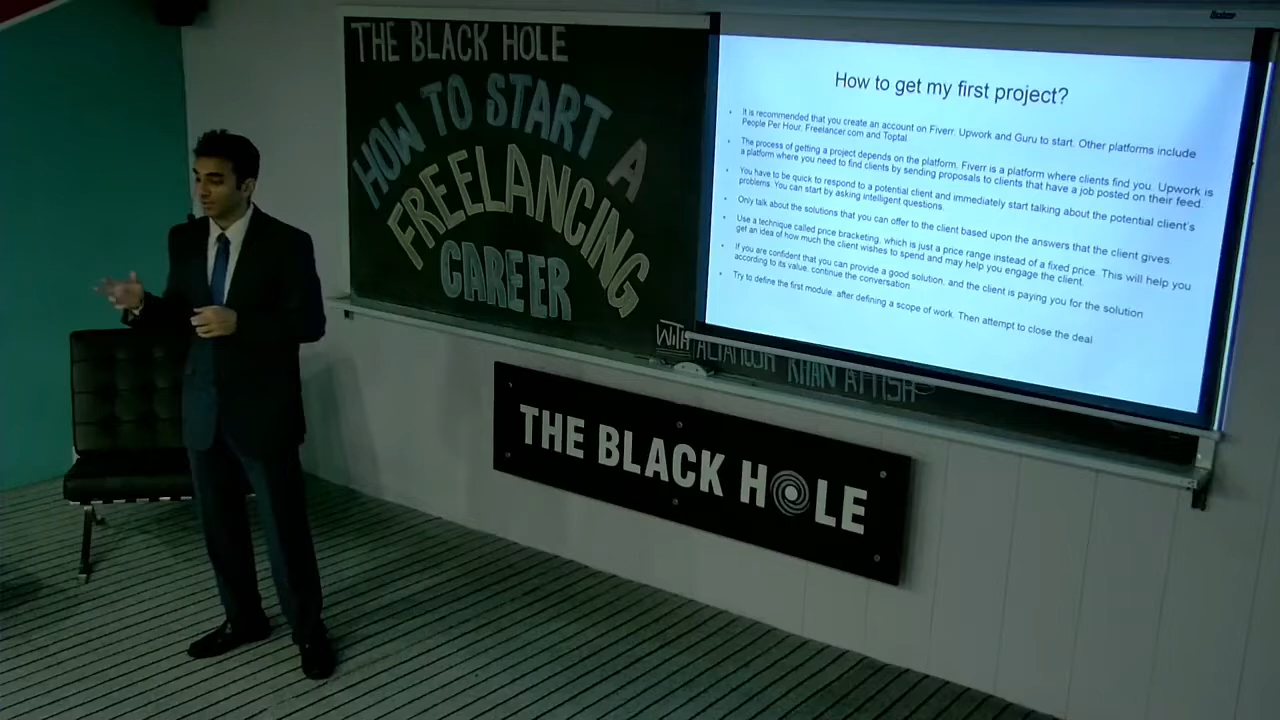 THE BLACK HOLE
HOW TO START A
FREELANCING
CAREER
WITH ALTAMUSH KHAN ATTISH
How to get my first project?
• It is recommended that you create an account on Fiverr, Upwork and Guru to start. Other platforms include
People Per Hour, Freelancer.com and Toptal
• The process of getting a project depends on the platform. Fiverr is a platform where clients find you. Upwork is
a platform where you need to find clients by sending proposals to clients that have a job posted on their feed.
• You have to be quick to respond to a potential client and immediately start talking about the potential client's
problems. You can start by asking intelligent questions.
• Only talk about the solutions that you can offer to the client based upon the answers that the client gives.
• Use a technique called price bracketing, which is just a price range instead of a fixed price. This will help you
get an idea of how much the client wishes to spend and may help you engage the client.
• If you are confident that you can provide a good solution, and the client is paying you for the solution
according to its value, continue the conversation.
• Try to define the first module, after defining a scope of work. Then attempt to close the deal
THE BLACK HOLE